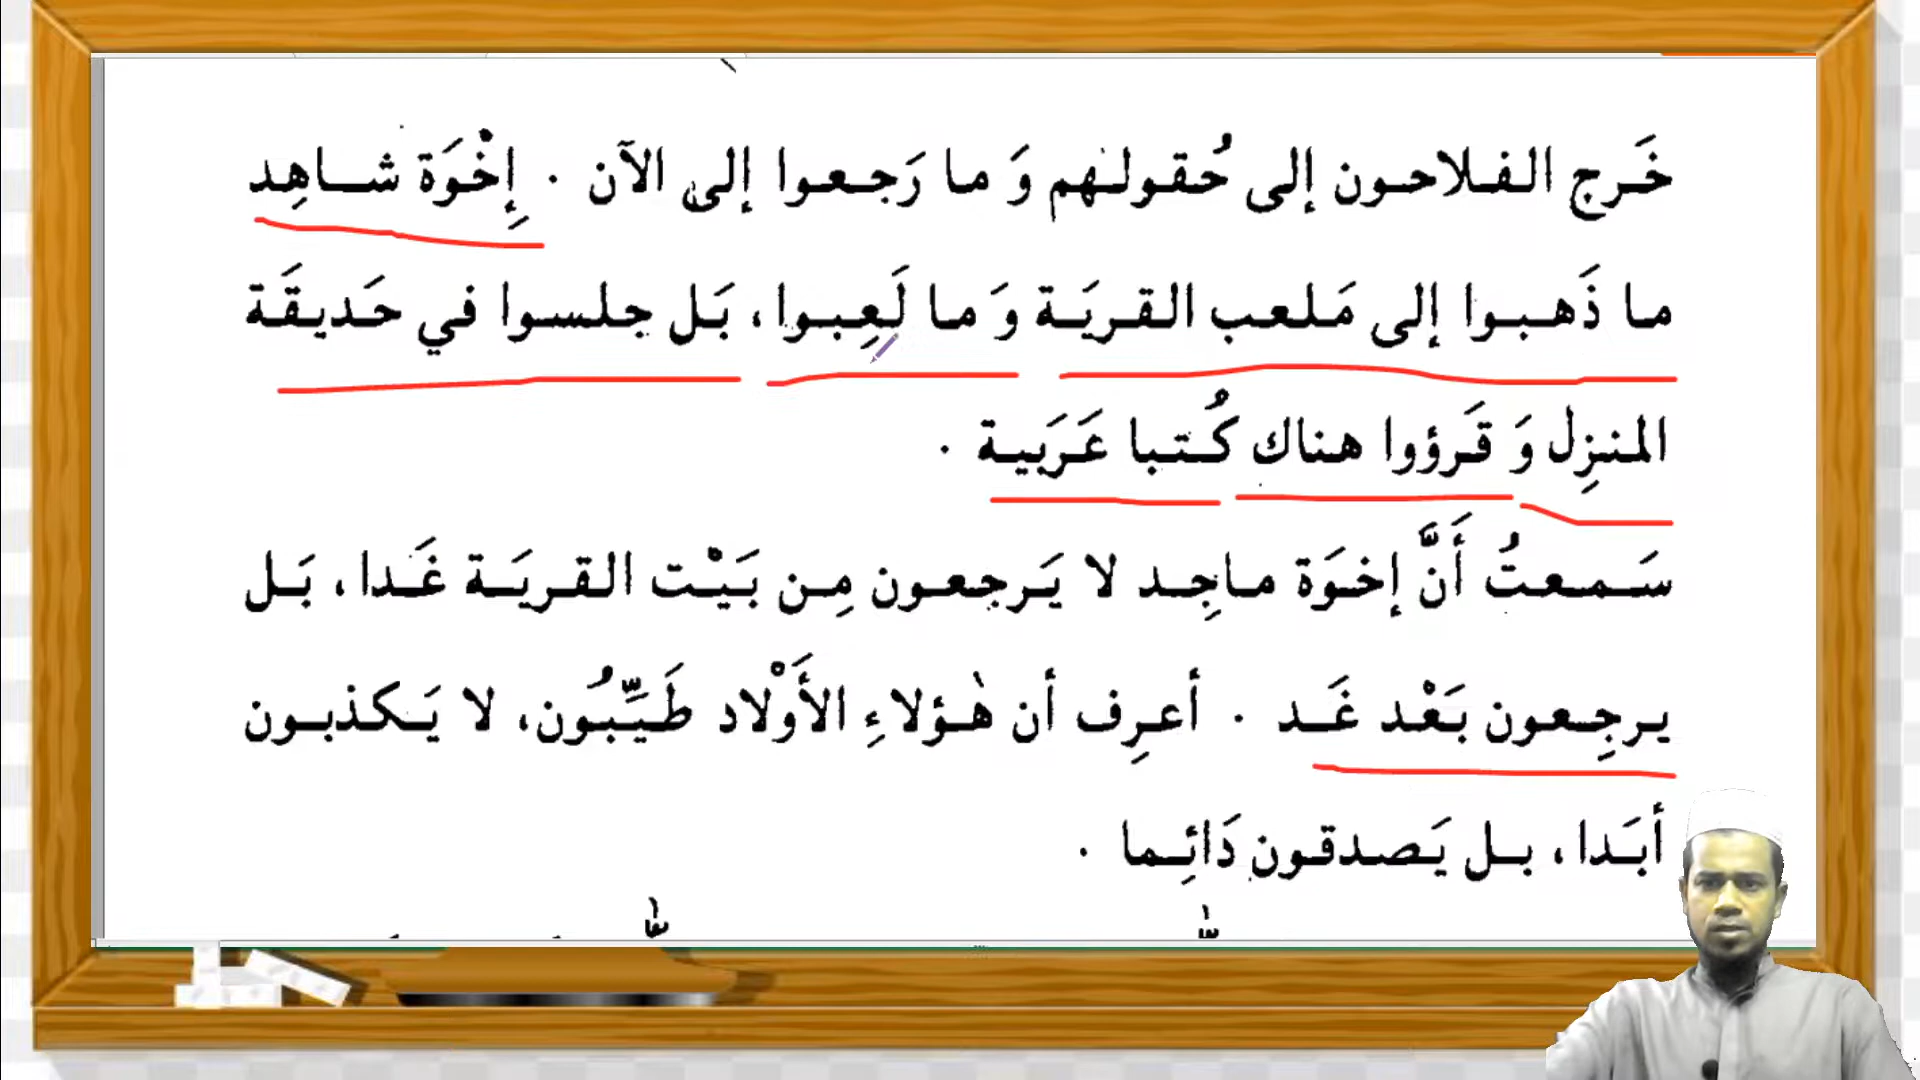 خَرج الفلاحون إلى حُقولهم وَ ما رَجعوا إلى الآن . إِخْوَة شاهِد
ما ذَهبوا إلى مَلعب القريَة وَ ما لَعِبوا، بَل جلسوا في حَديقَة
المنزِل وَ قَرؤوا هناك كُتبا عَرَبية .
سَمعتُ أَنَّ إخوَة ماجِد لا يَرجعون مِن بَيْت القريَة غَدا، بَل
يرجِعون بَعْد غَد . أعرِف أن هٰؤلاءِ الأَوْلاد طَيِّبُون، لا يَكذبون
أبَدا، بل يَصدقون دَائِما .